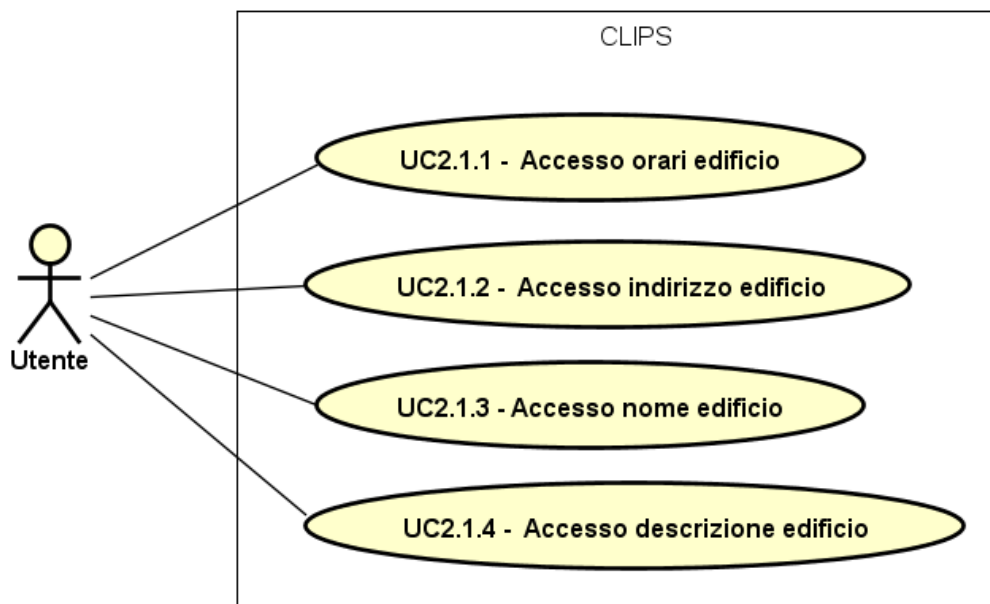 CLIPS
UC2.1.1 - Accesso orari edificio
UC2.1.2 - Accesso indirizzo edificio
Utente
UC2.1.3 - Accesso nome edificio
UC2.1.4 - Accesso descrizione edificio